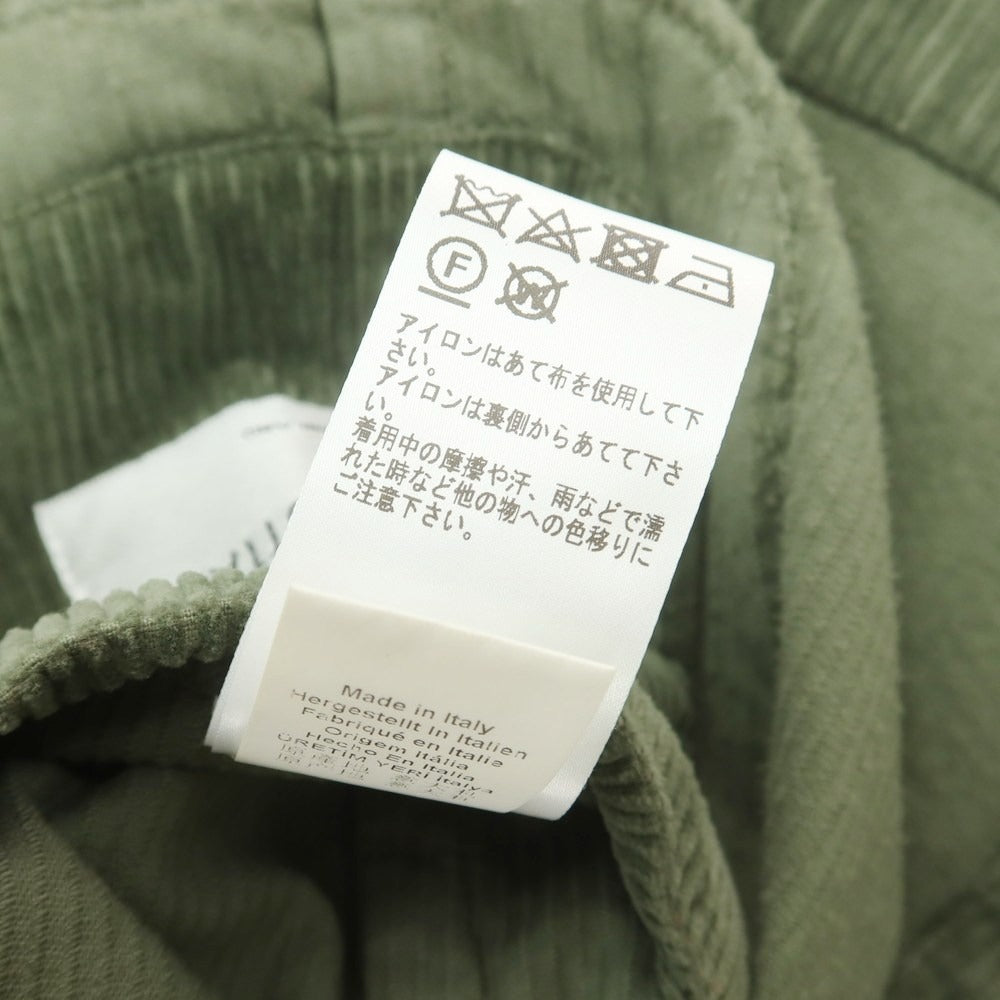 F
W
アイロンはあて布を使用して下
さい。
アイロンは裏側からあてて下さ
い。
着用中の摩擦や汗、雨などで濡
れた時など他の物への色移りに
ご注意下さい。
Made in Italy
Hergestellt in Italien
Fabriqué en Italie
Origem Itália
Hecho En Italia
ÜRETİM YERİ İtalya